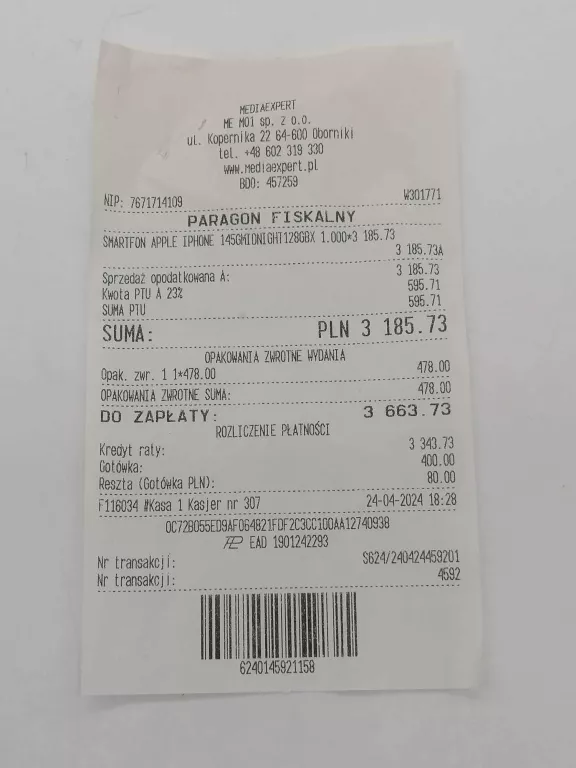 MEDIAEXPERT
ME M01 sp. z o.o.
ul. Kopernika 22 64-600 Oborniki
tel. +48 602 319 330
www.mediaexpert.pl
BDO: 457259
NIP: 7671714109 W301771
PARAGON FISKALNY
SMARTFON APPLE IPHONE 145GMIDNIGHT128GBX 1.000*3 185.73
3 185.73A
Sprzedaż opodatkowana A: 3 185.73
Kwota PTU A 23% 595.71
SUMA PTU 595.71
SUMA: PLN 3 185.73
OPAKOWANIA ZWROTNE WYDANIA
Opak. zwr. 1 1*478.00 478.00
OPAKOWANIA ZWROTNE SUMA: 478.00
DO ZAPŁATY: 3 663.73
ROZLICZENIE PŁATNOŚCI
Kredyt raty: 3 343.73
Gotówka: 400.00
Reszta (Gotówka PLN): 80.00
F116034 #Kasa 1 Kasjer nr 307 24-04-2024 18:28
0C72B055ED9AF064821FDF2C3CC100AA12740938
EAD 1901242293
Nr transakcji: S624/240424459201
Nr transakcji: 4592
6240145921158